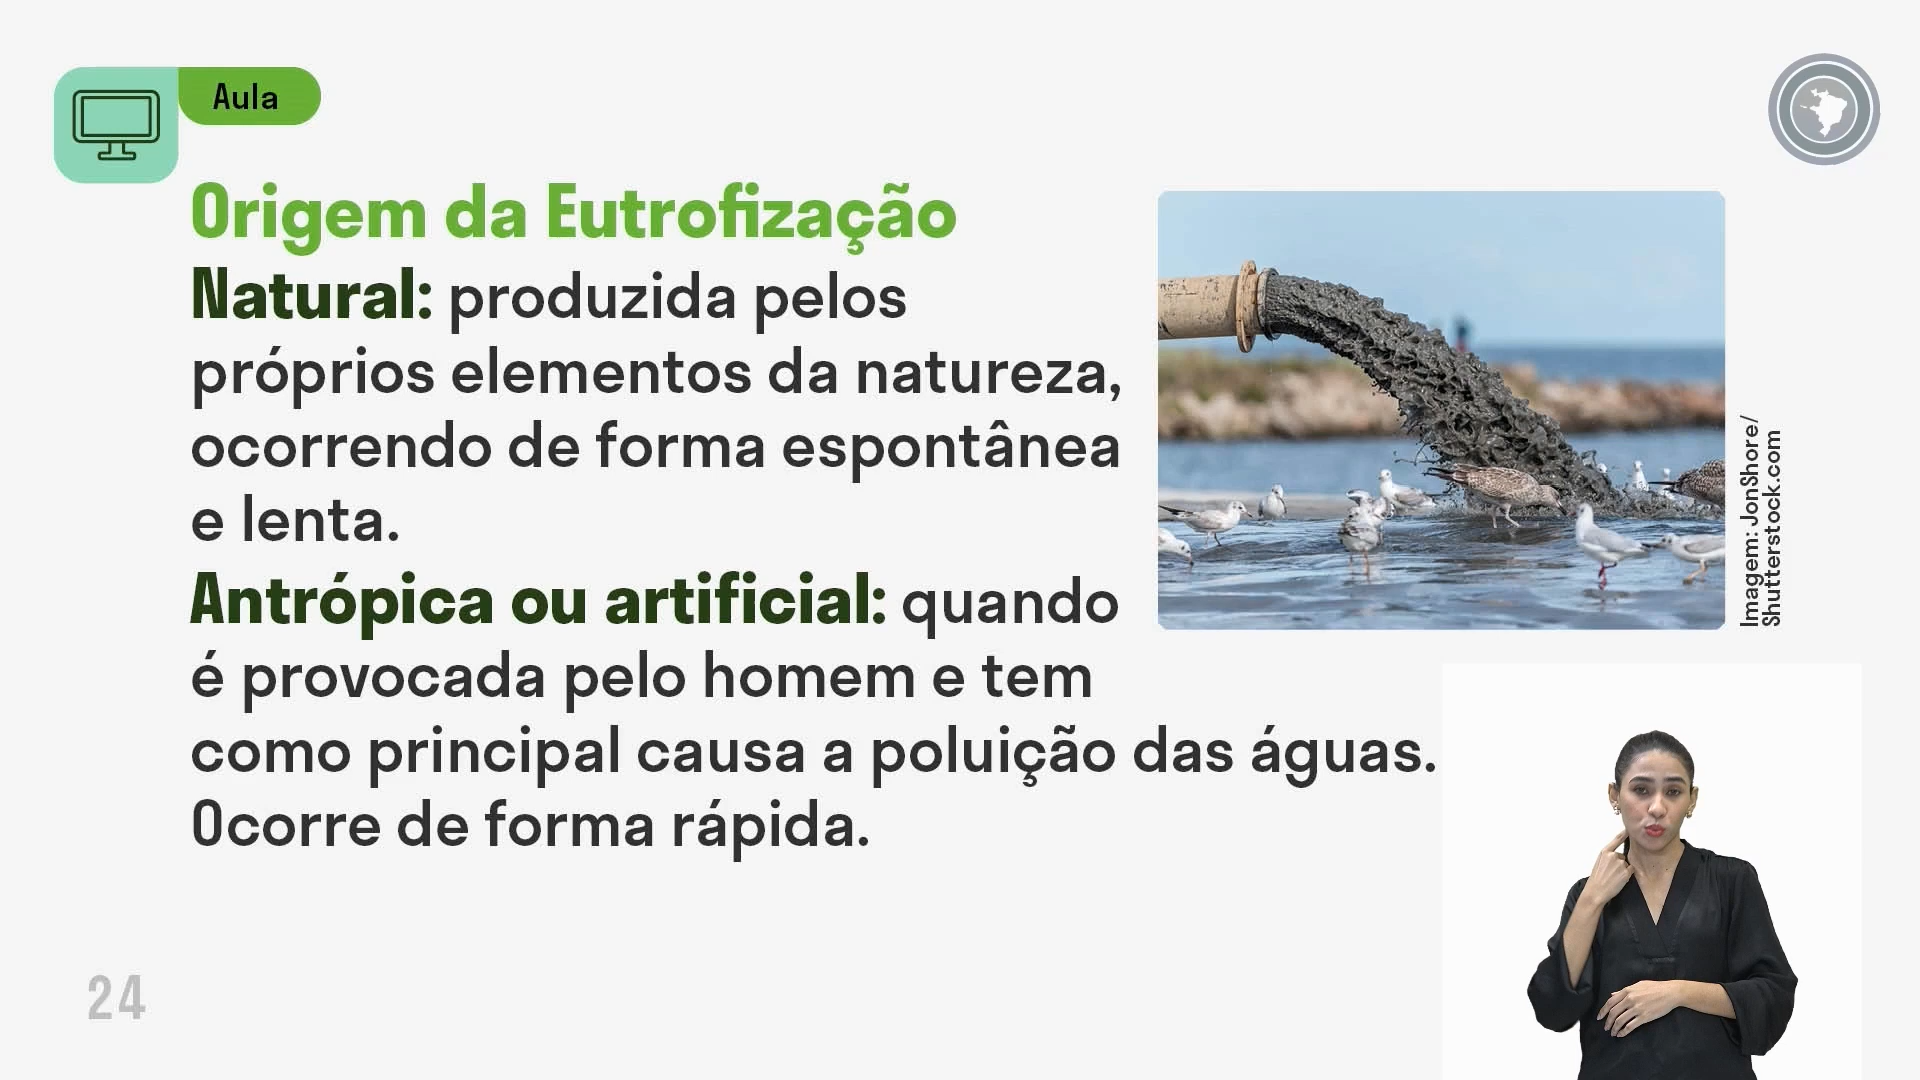 Aula
Origem da Eutrofização
Natural: produzida pelos
próprios elementos da natureza,
ocorrendo de forma espontânea
e lenta.
Antrópica ou artificial: quando
é provocada pelo homem e tem
como principal causa a poluição das águas.
Ocorre de forma rápida.
Imagem: JonShore/
Shutterstock.com
24